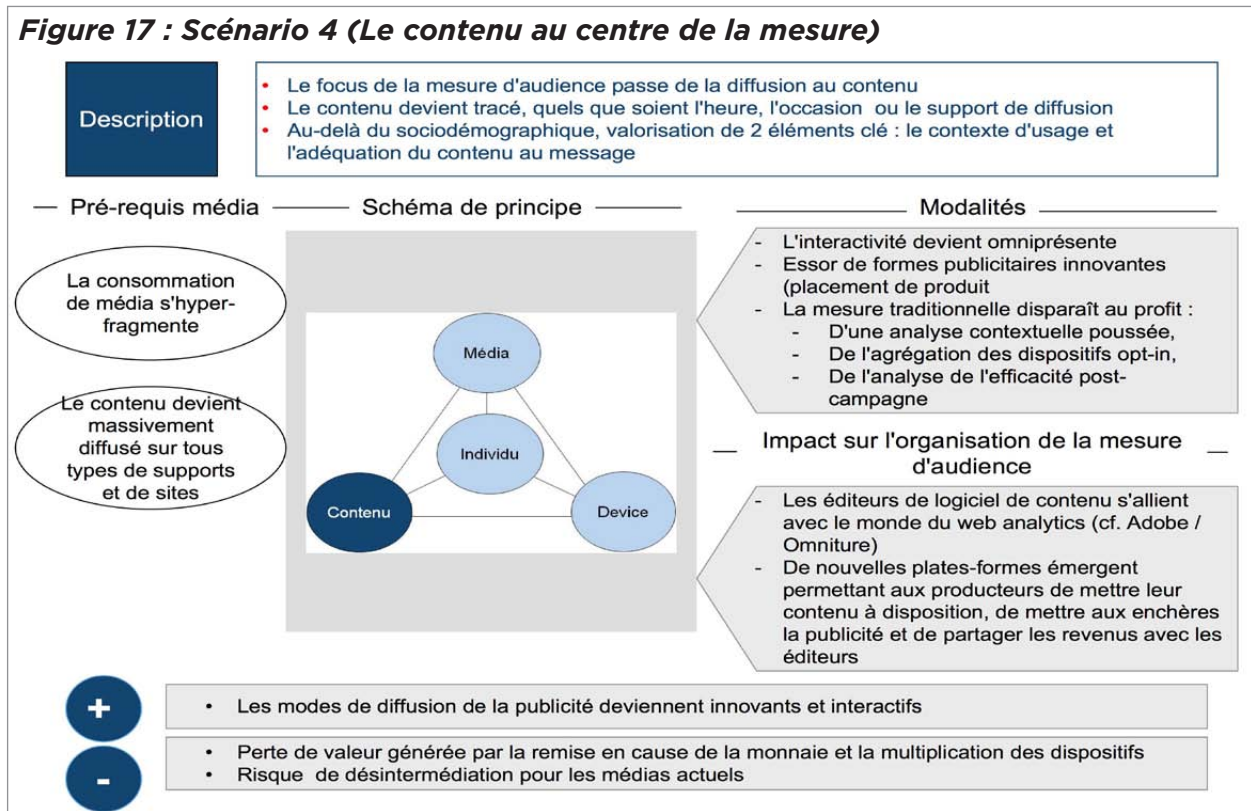 Figure 17 : Scénario 4 (Le contenu au centre de la mesure)
Description
• Le focus de la mesure d'audience passe de la diffusion au contenu
• Le contenu devient tracé, quels que soient l'heure, l'occasion ou le support de diffusion
• Au-delà du sociodémographique, valorisation de 2 éléments clé : le contexte d'usage et
l'adéquation du contenu au message
Pré-requis média
La consommation
de média s'hyper-
fragmente
Le contenu devient
massivement
diffusé sur tous
types de supports
et de sites
Schéma de principe
Média
Individu
Contenu
Device
Modalités
- L'interactivité devient omniprésente
- Essor de formes publicitaires innovantes
(placement de produit
- La mesure traditionnelle disparaît au profit :
- D'une analyse contextuelle poussée,
- De l'agrégation des dispositifs opt-in,
- De l'analyse de l'efficacité post-
campagne
Impact sur l'organisation de la mesure
d'audience
- Les éditeurs de logiciel de contenu s'allient
avec le monde du web analytics (cf. Adobe /
Omniture)
- De nouvelles plates-formes émergent
permettant aux producteurs de mettre leur
contenu à disposition, de mettre aux enchères
la publicité et de partager les revenus avec les
éditeurs
+
• Les modes de diffusion de la publicité deviennent innovants et interactifs
-
• Perte de valeur générée par la remise en cause de la monnaie et la multiplication des dispositifs
• Risque de désintermédiation pour les médias actuels